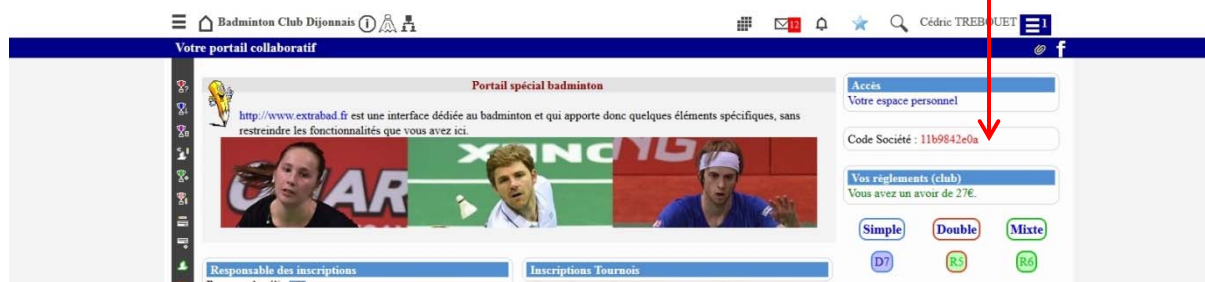 Badminton Club Dijonnais
12
Cédric TREBOUET
1
Votre portail collaboratif
f
Portail spécial badminton
http://www.extrabad.fr est une interface dédiée au badminton et qui apporte donc quelques éléments spécifiques, sans
restreindre les fonctionnalités que vous avez ici.
Accès
Votre espace personnel
Code Société : 11b9842e0a
Vos règlements (club)
Vous avez un avoir de 27€.
Simple
Double
Mixte
D7
R5
R6
Responsable des inscriptions
Inscriptions Tournois